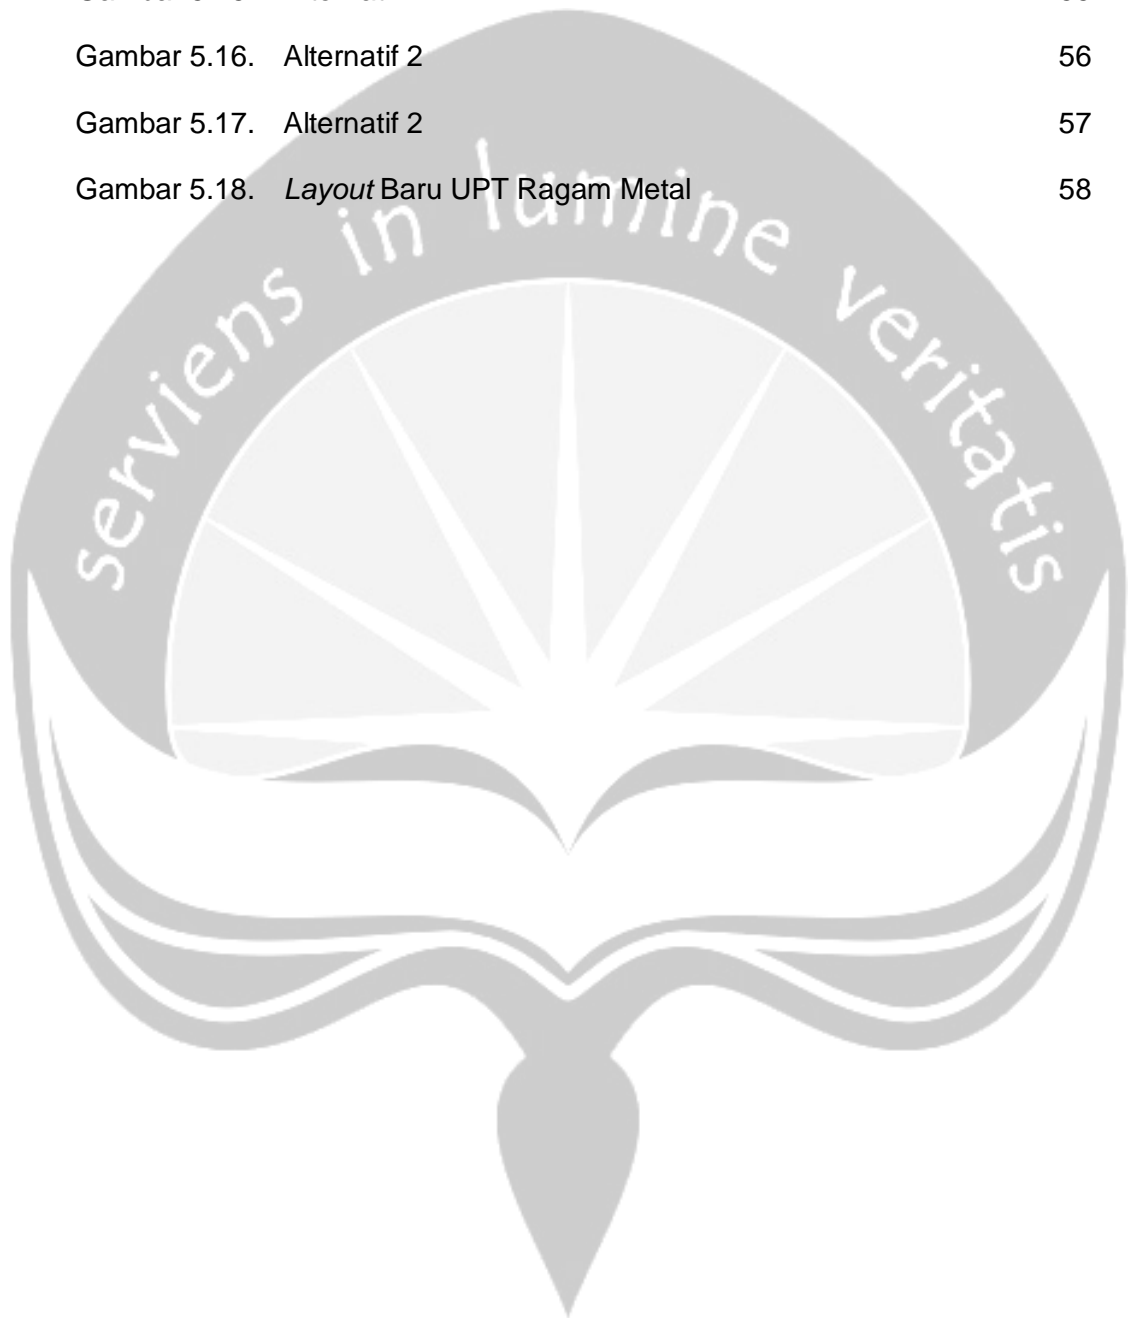 Gambar 5.16. Alternatif 2 56
Gambar 5.17. Alternatif 2 57
Gambar 5.18. Layout Baru UPT Ragam Metal 58
serviens in lumine veritatis